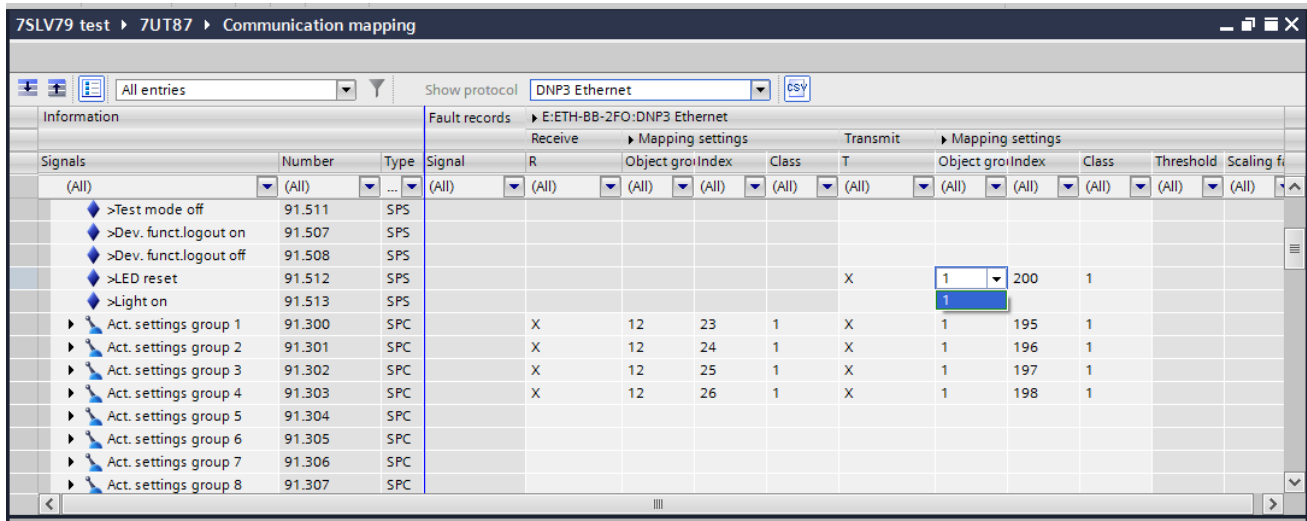 7SLV79 test ▸ 7UT87 ▸ Communication mapping
All entries Show protocol DNP3 Ethernet CSV
Information Fault records ▸ E:ETH-BB-2FO:DNP3 Ethernet
Receive ▸ Mapping settings Transmit ▸ Mapping settings
Signals Number Type Signal R Object gro Index Class T Object gro Index Class Threshold Scaling fa
(All) (All) ... (All) (All) (All) (All) (All) (All) (All) (All) (All) (All) (All)
>Test mode off 91.511 SPS
>Dev. funct.logout on 91.507 SPS
>Dev. funct.logout off 91.508 SPS
>LED reset 91.512 SPS X 1 200 1
>Light on 91.513 SPS 1
Act. settings group 1 91.300 SPC X 12 23 1 X 1 195 1
Act. settings group 2 91.301 SPC X 12 24 1 X 1 196 1
Act. settings group 3 91.302 SPC X 12 25 1 X 1 197 1
Act. settings group 4 91.303 SPC X 12 26 1 X 1 198 1
Act. settings group 5 91.304 SPC
Act. settings group 6 91.305 SPC
Act. settings group 7 91.306 SPC
Act. settings group 8 91.307 SPC